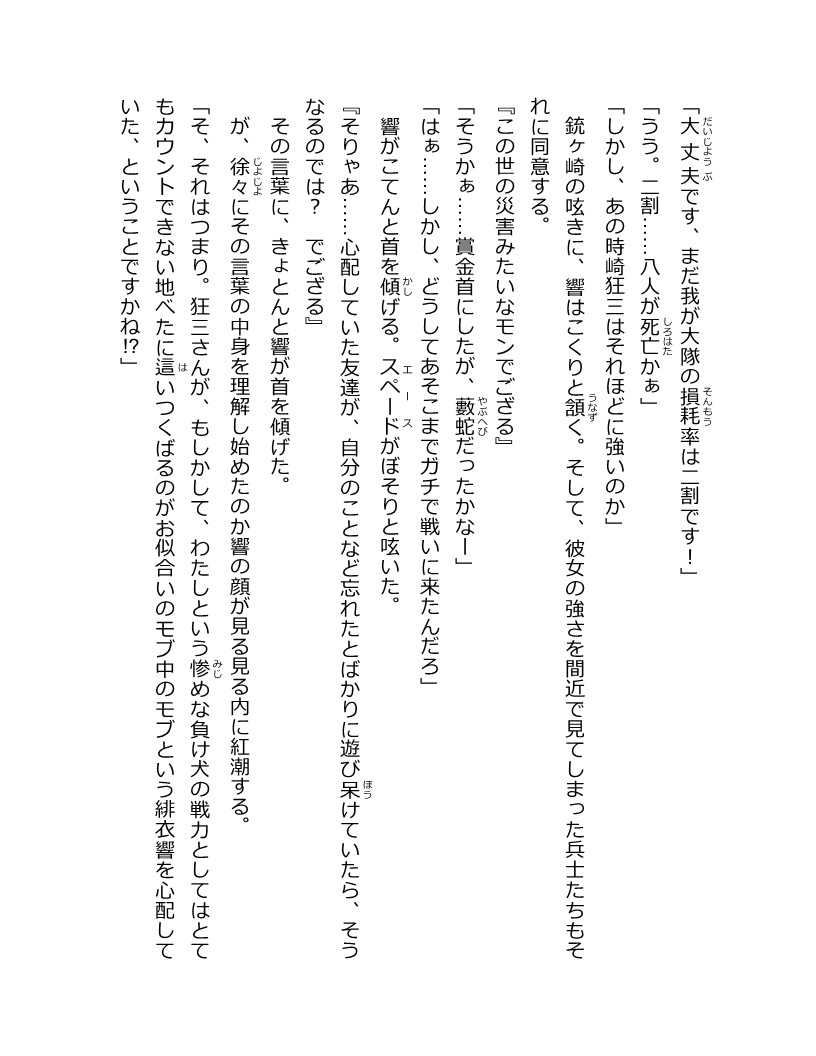 「大丈夫です、まだ我が大隊の損耗率は二割です！」
「うう。二割……八人が死亡かぁ」
「しかし、あの時崎狂三はそれほどに強いのか」
　銃ヶ崎の呟きに、響はこくりと頷く。そして、彼女の強さを間近で見てしまった兵士たちもそ
れに同意する。
『この世の災害みたいなモンでござる』
「そうかぁ……賞金首にしたが、藪蛇だったかなー」
「はぁ……しかし、どうしてあそこまでガチで戦いに来たんだろ」
　響がこてんと首を傾げる。スペードがぼそりと呟いた。
『そりゃあ……心配していた友達が、自分のことなど忘れたとばかりに遊び呆けていたら、そう
なるのでは？　でござる』
　その言葉に、きょとんと響が首を傾げた。
　が、徐々にその言葉の中身を理解し始めたのか響の顔が見る見る内に紅潮する。
「そ、それはつまり。狂三さんが、もしかして、わたしという惨めな負け犬の戦力としてはとて
もカウントできない地べたに這いつくばるのがお似合いのモブ中のモブという緋衣響を心配して
いた、ということですかね!?」